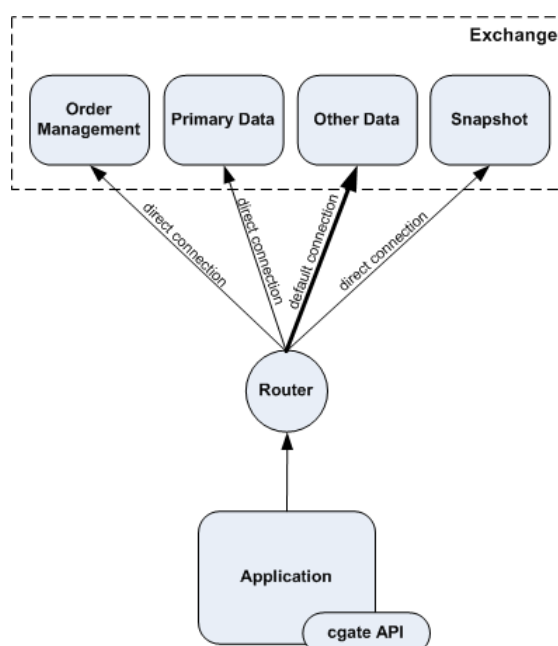 Exchange
Order
Management
Primary Data
Other Data
Snapshot
direct connection
direct connection
default connection
direct connection
Router
Application
cgate API